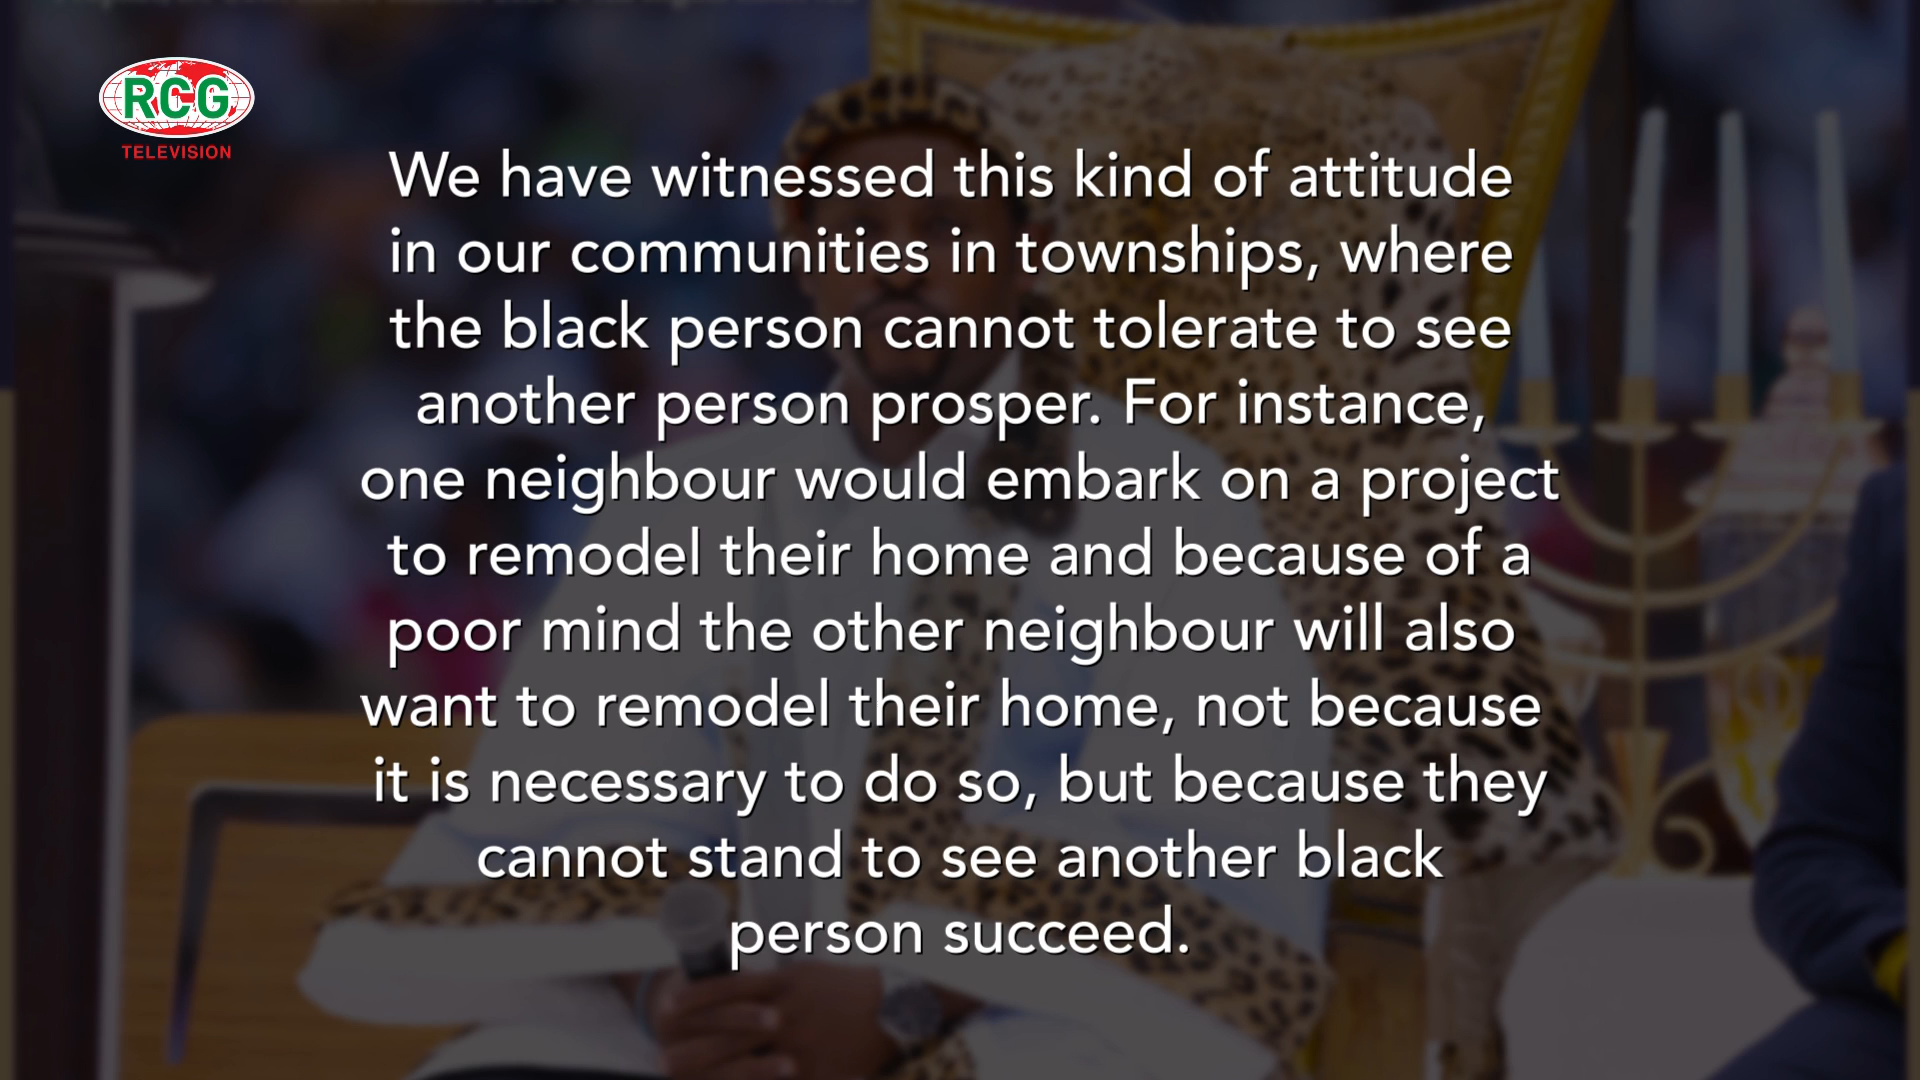 RCG
TELEVISION
We have witnessed this kind of attitude
in our communities in townships, where
the black person cannot tolerate to see
another person prosper. For instance,
one neighbour would embark on a project
to remodel their home and because of a
poor mind the other neighbour will also
want to remodel their home, not because
it is necessary to do so, but because they
cannot stand to see another black
person succeed.